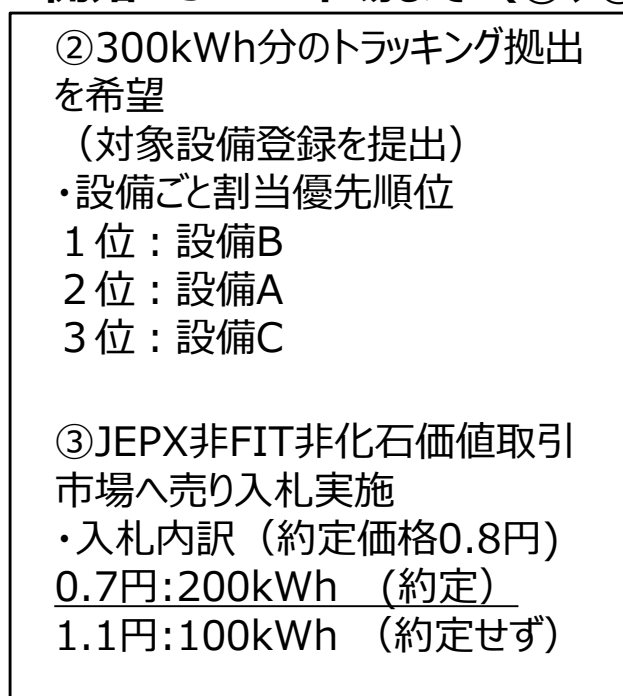 ②300kWh分のトラッキング拠出
を希望
（対象設備登録を提出）
・設備ごと割当優先順位
１位：設備B
２位：設備A
３位：設備C
③JEPX非FIT非化石価値取引
市場へ売り入札実施
・入札内訳（約定価格0.8円)
0.7円:200kWh　(約定）
1.1円:100kWh　（約定せず）